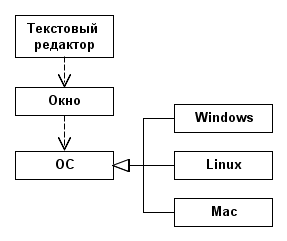 Текстовый
редактор
Окно
Windows
ОС
Linux
Mac